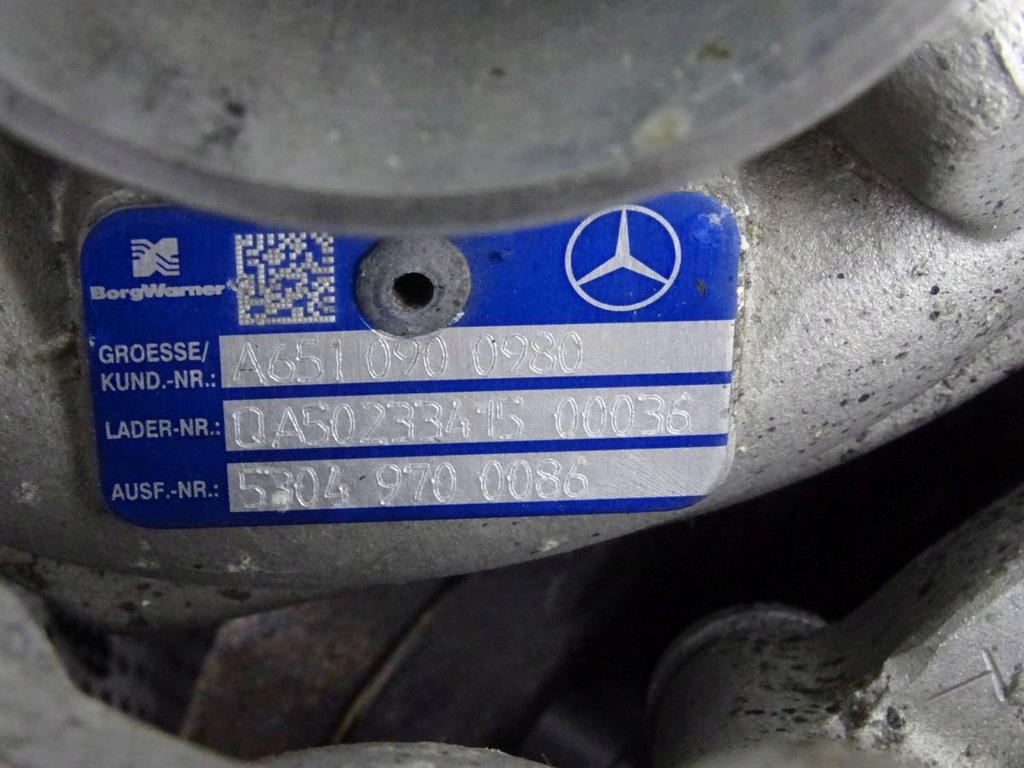 BorgWarner
GROESSE/
KUND.-NR.: A651 090 0980
LADER-NR.: QA50233415 00036
AUSF.-NR.: 5304 970 0086